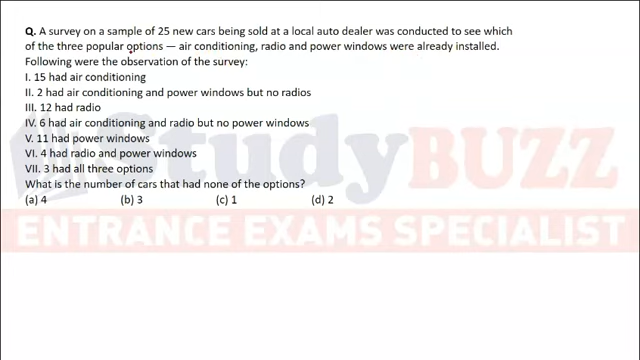 Q. A survey on a sample of 25 new cars being sold at a local auto dealer was conducted to see which
of the three popular options — air conditioning, radio and power windows were already installed.
Following were the observation of the survey:
I. 15 had air conditioning
II. 2 had air conditioning and power windows but no radios
III. 12 had radio
IV. 6 had air conditioning and radio but no power windows
V. 11 had power windows
VI. 4 had radio and power windows
VII. 3 had all three options
What is the number of cars that had none of the options?
(a) 4 (b) 3 (c) 1 (d) 2
StudyBUZZ
ENTRANCE EXAMS SPECIALIST